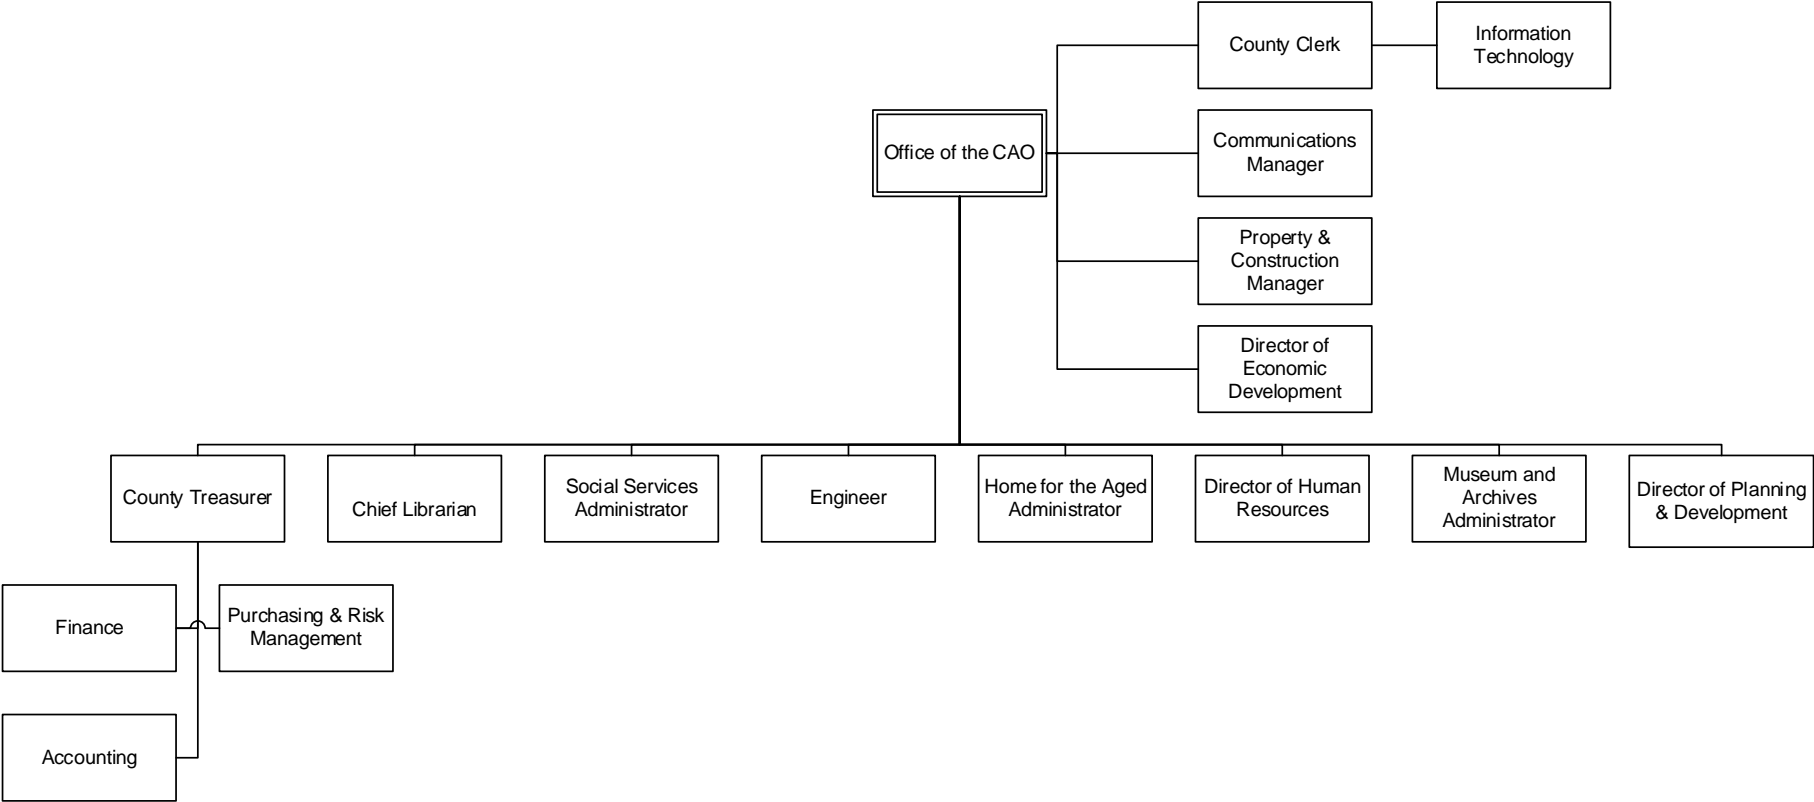 County Clerk
Information
Technology
Office of the CAO
Communications
Manager
Property &
Construction
Manager
Director of
Economic
Development
County Treasurer
Chief Librarian
Social Services
Administrator
Engineer
Home for the Aged
Administrator
Director of Human
Resources
Museum and
Archives
Administrator
Director of Planning
& Development
Finance
Purchasing & Risk
Management
Accounting